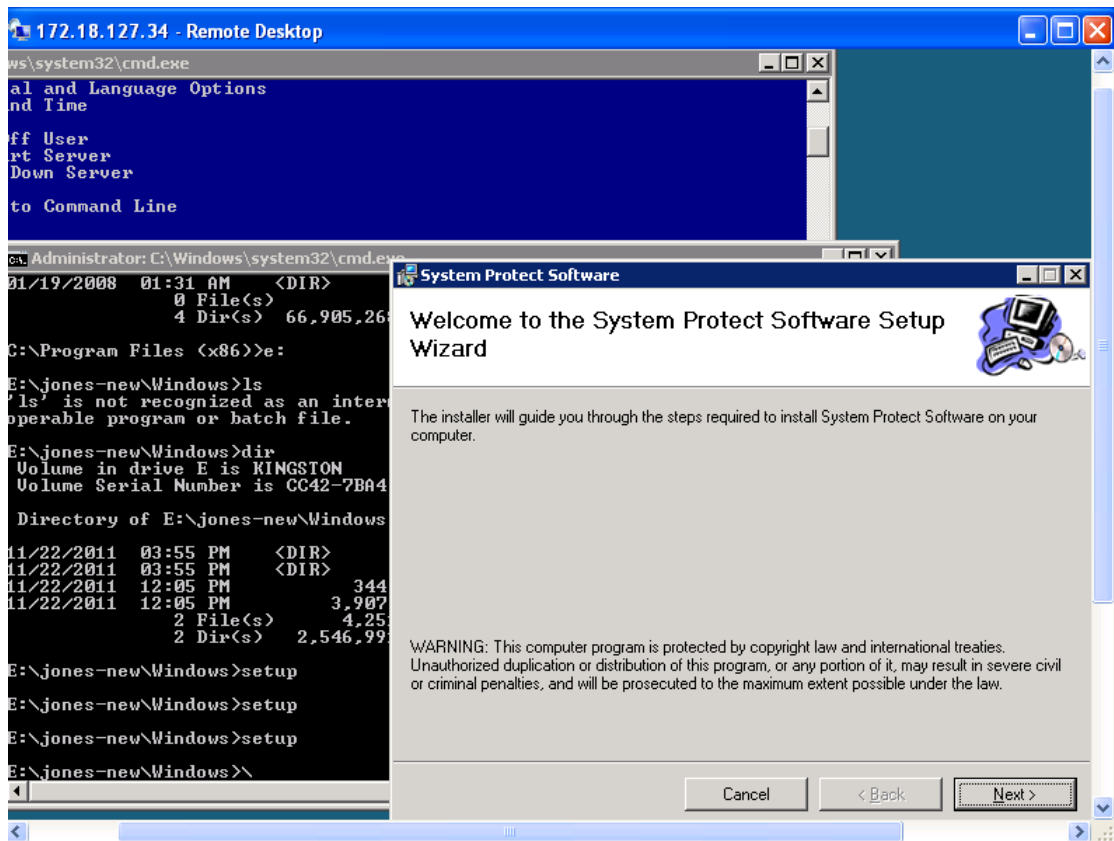 172.18.127.34 - Remote Desktop
ws\system32\cmd.exe
al and Language Options
nd Time
ff User
rt Server
Down Server
to Command Line
Administrator: C:\Windows\system32\cmd.exe
01/19/2008 01:31 AM <DIR>
0 File(s)
4 Dir(s) 66,905,26
C:\Program Files (x86)>e:
E:\jones-new\Windows>ls
'ls' is not recognized as an inter
operable program or batch file.
E:\jones-new\Windows>dir
Volume in drive E is KINGSTON
Volume Serial Number is CC42-7BA4
Directory of E:\jones-new\Windows
11/22/2011 03:55 PM <DIR>
11/22/2011 03:55 PM <DIR>
11/22/2011 12:05 PM 344
11/22/2011 12:05 PM 3,907
2 File(s) 4,25
2 Dir(s) 2,546,99
E:\jones-new\Windows>setup
E:\jones-new\Windows>setup
E:\jones-new\Windows>setup
E:\jones-new\Windows>\
System Protect Software
Welcome to the System Protect Software Setup
Wizard
The installer will guide you through the steps required to install System Protect Software on your
computer.
WARNING: This computer program is protected by copyright law and international treaties.
Unauthorized duplication or distribution of this program, or any portion of it, may result in severe civil
or criminal penalties, and will be prosecuted to the maximum extent possible under the law.
Cancel
< Back
Next >